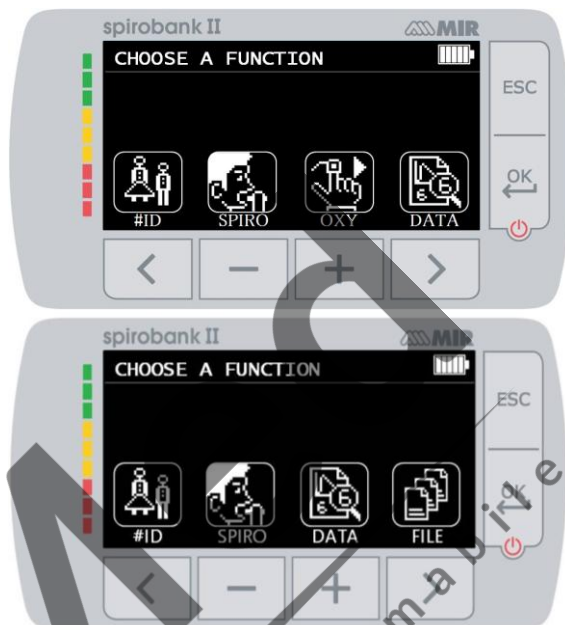 spirobank II MIR
CHOOSE A FUNCTION
ESC
OK
#ID SPIRO OXY DATA
spirobank II MIR
CHOOSE A FUNCTION
ESC
OK
#ID SPIRO DATA FILE